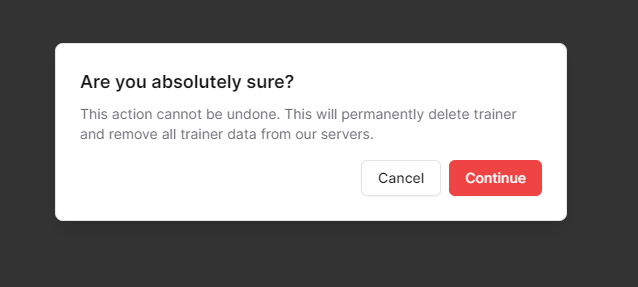 Are you absolutely sure?
This action cannot be undone. This will permanently delete trainer
and remove all trainer data from our servers.
Cancel
Continue